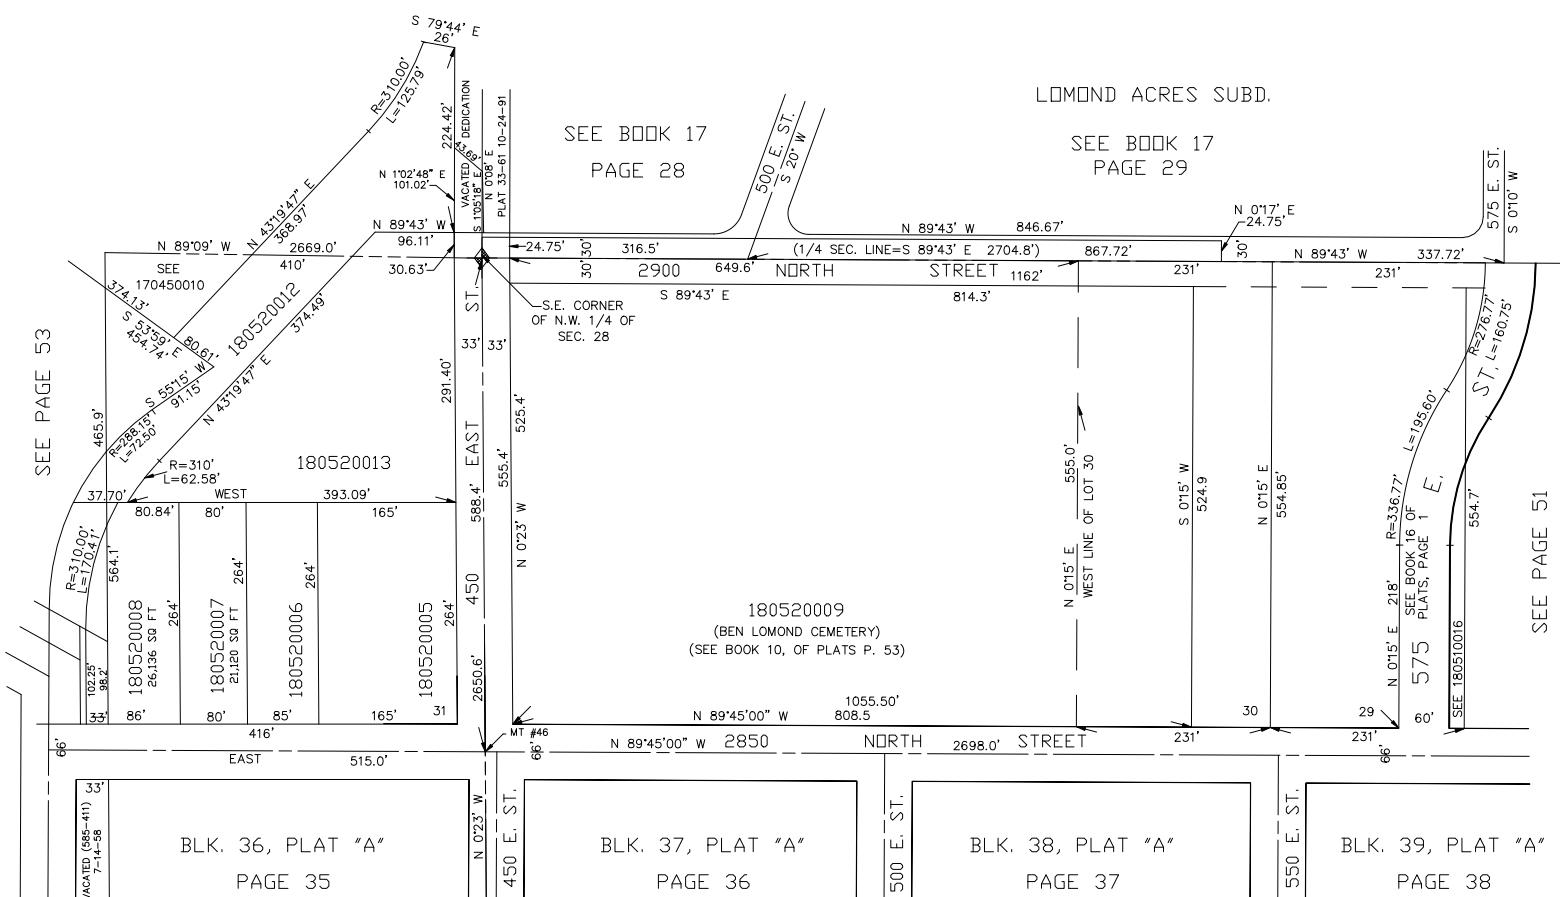 S 79°44' E
26'
R=310.00'
L=125.79'
224.42'
VACATED DEDICATION
PLAT 33-61 10-24-91
N 0°08' E
S 1°05'18" E
43.69'
N 1°02'48" E
101.02'
LOMOND ACRES SUBD.
SEE BOOK 17
PAGE 28
SEE BOOK 17
PAGE 29
500 E. ST.
S 20° W
575 E. ST.
S 0°10' W
N 43°19'47" E
368.97'
N 89°43' W
96.11'
30.63'
N 89°09' W
2669.0'
410'
SEE
170450010
24.75'
30'
30'
316.5'
649.6'
N 89°43' W
846.67'
(1/4 SEC. LINE=S 89°43' E 2704.8')
867.72'
N 0°17' E
24.75'
30'
N 89°43' W
337.72'
2900 NORTH STREET
1162'
231'
231'
S 89°43' E
814.3'
S.E. CORNER
OF N.W. 1/4 OF
SEC. 28
374.13'
S 53°59' E
454.74'
80.61'
180520012
374.49'
N 43°19'47" E
S 55°15' W
91.15'
R=288.15'
L=72.50'
SEE PAGE 53
465.9'
R=310'
L=62.58'
180520013
291.40'
33'
33'
450 EAST ST
588.4'
525.4'
555.4'
N 0°23' W
2650.6'
37.70'
WEST
393.09'
80.84'
80'
165'
R=310.00'
L=170.41'
564.1'
264'
264'
264'
264'
180520008
26,136 SQ FT
180520007
21,120 SQ FT
180520006
180520005
102.25'
98.2'
33'
86'
80'
85'
165'
31
416'
180520009
(BEN LOMOND CEMETERY)
(SEE BOOK 10, OF PLATS P. 53)
N 0°15' E
555.0'
WEST LINE OF LOT 30
S 0°15' W
524.9
N 0°15' E
554.85'
R=276.77'
L=160.75'
L=195.60'
R=336.77'
575 E. ST.
N 0°15' E
218'
SEE BOOK 16 OF
PLATS, PAGE 1
554.7'
SEE 180510016
SEE PAGE 51
1055.50'
N 89°45'00" W
808.5
30
29
60'
231'
231'
66'
EAST
515.0'
MT #46
66'
N 89°45'00" W
2850 NORTH STREET
2698.0'
66'
33'
VACATED (585-411)
7-14-58
BLK. 36, PLAT "A"
PAGE 35
N 0°23' W
450 E. ST.
BLK. 37, PLAT "A"
PAGE 36
500 E. ST.
BLK. 38, PLAT "A"
PAGE 37
550 E. ST.
BLK. 39, PLAT "A"
PAGE 38